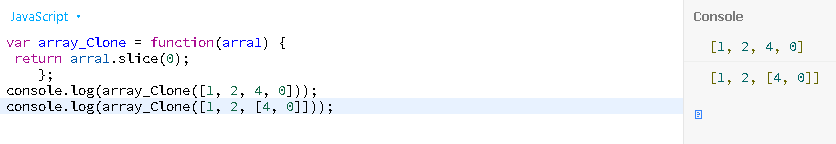 JavaScript
var array_Clone = function(arra1) {
 return arra1.slice(0);
    };
console.log(array_Clone([1, 2, 4, 0]));
console.log(array_Clone([1, 2, [4, 0]]));
Console
[1, 2, 4, 0]
[1, 2, [4, 0]]